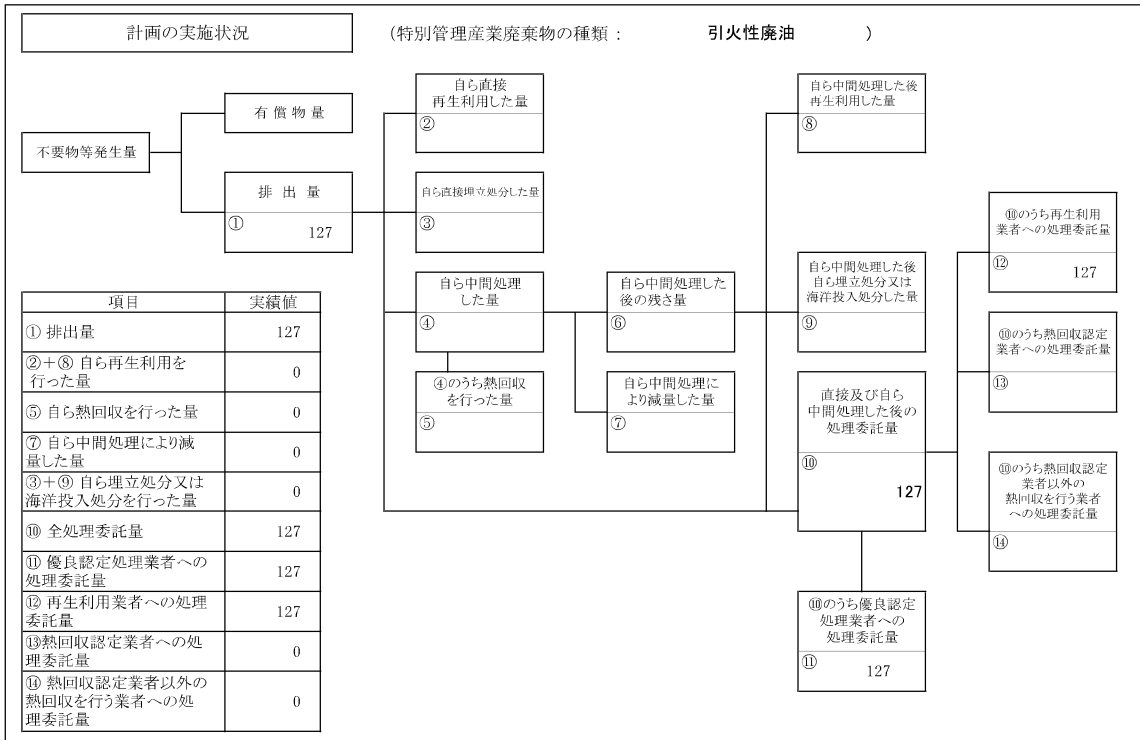 計画の実施状況
(特別管理産業廃棄物の種類： 引火性廃油 )
不要物等発生量
有償物量
排出量
①
127
自ら直接
再生利用した量
②
自ら直接埋立処分した量
③
自ら中間処理
した量
④
④のうち熱回収
を行った量
⑤
自ら中間処理した
後の残さ量
⑥
自ら中間処理に
より減量した量
⑦
自ら中間処理した後
再生利用した量
⑧
自ら中間処理した後
自ら埋立処分又は
海洋投入処分した量
⑨
直接及び自ら
中間処理した後の
処理委託量
⑩
127
⑩のうち優良認定
処理業者への
処理委託量
⑪
127
⑩のうち再生利用
業者への処理委託量
⑫
127
⑩のうち熱回収認定
業者への処理委託量
⑬
⑩のうち熱回収認定
業者以外の
熱回収を行う業者
への処理委託量
⑭
項目 実績値
① 排出量 127
②＋⑧ 自ら再生利用を
行った量 0
⑤ 自ら熱回収を行った量 0
⑦ 自ら中間処理により減
量した量 0
③＋⑨ 自ら埋立処分又は
海洋投入処分を行った量 0
⑩ 全処理委託量 127
⑪ 優良認定処理業者への
処理委託量 127
⑫ 再生利用業者への処理
委託量 127
⑬熱回収認定業者への処
理委託量 0
⑭ 熱回収認定業者以外の
熱回収を行う業者への処
理委託量 0